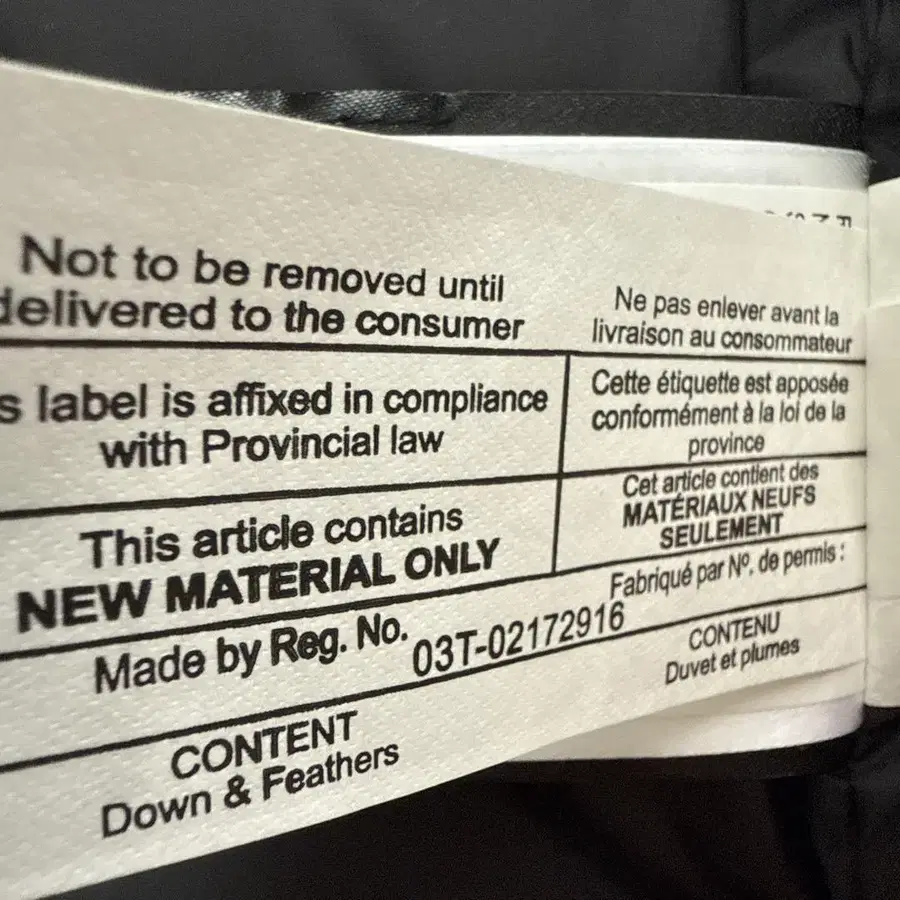 Not to be removed until
delivered to the consumer
Ne pas enlever avant la
livraison au consommateur
s label is affixed in compliance
with Provincial law
Cette étiquette est apposée
conformément à la loi de la
province
This article contains
NEW MATERIAL ONLY
Cet article contient des
MATÉRIAUX NEUFS
SEULEMENT
Made by Reg. No.
03T-02172916
Fabriqué par Nº. de permis :
CONTENT
Down & Feathers
CONTENU
Duvet et plumes